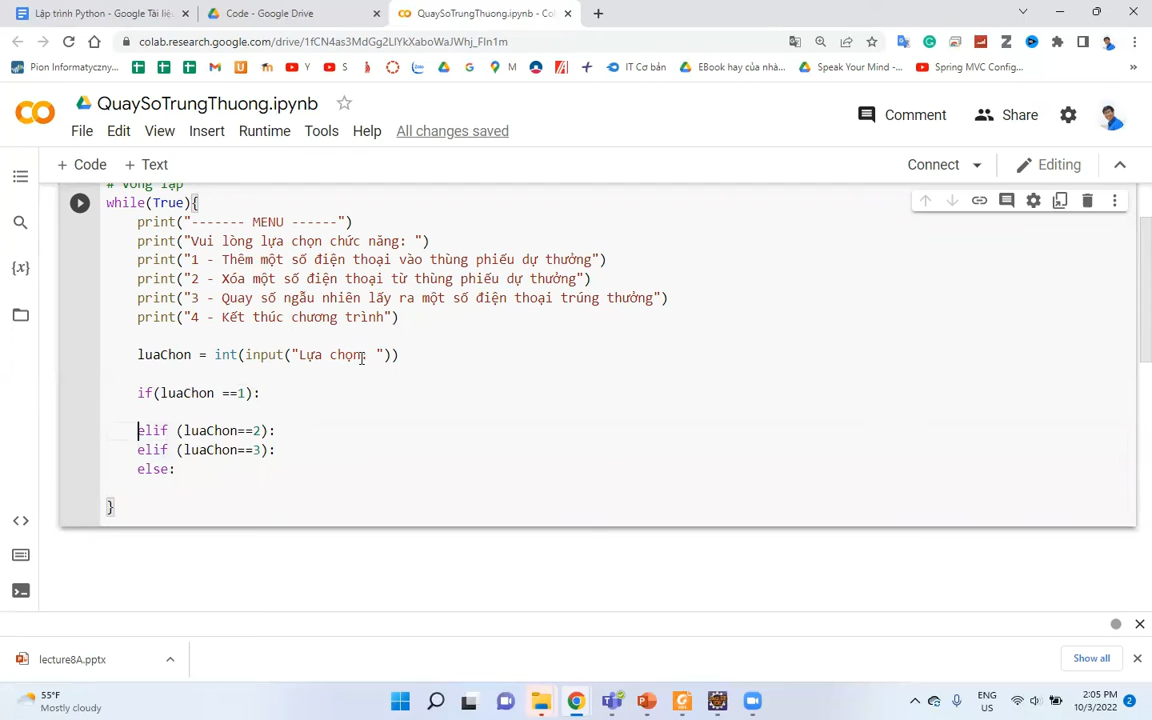 Lập trình Python - Google Tài liệu
Code - Google Drive
QuaySoTrungThuong.ipynb - Col
colab.research.google.com/drive/1fCN4as3MdGg2LlYkXaboWaJWhj_FIn1m
Pion Informatyczny...
Y
S
M
IT Cơ bản
EBook hay của nhà...
Speak Your Mind -...
Spring MVC Config...
QuaySoTrungThuong.ipynb
Comment
Share
File
Edit
View
Insert
Runtime
Tools
Help
All changes saved
+ Code
+ Text
Connect
Editing
# Vòng lặp
while(True){
print("------- MENU ------")
print("Vui lòng lựa chọn chức năng: ")
print("1 - Thêm một số điện thoại vào thùng phiếu dự thưởng")
print("2 - Xóa một số điện thoại từ thùng phiếu dự thưởng")
print("3 - Quay số ngẫu nhiên lấy ra một số điện thoại trúng thưởng")
print("4 - Kết thúc chương trình")
luaChon = int(input("Lựa chọn: "))
if(luaChon ==1):
elif (luaChon==2):
elif (luaChon==3):
else:
}
lecture8A.pptx
Show all
55°F
Mostly cloudy
ENG
US
2:05 PM
10/3/2022
2